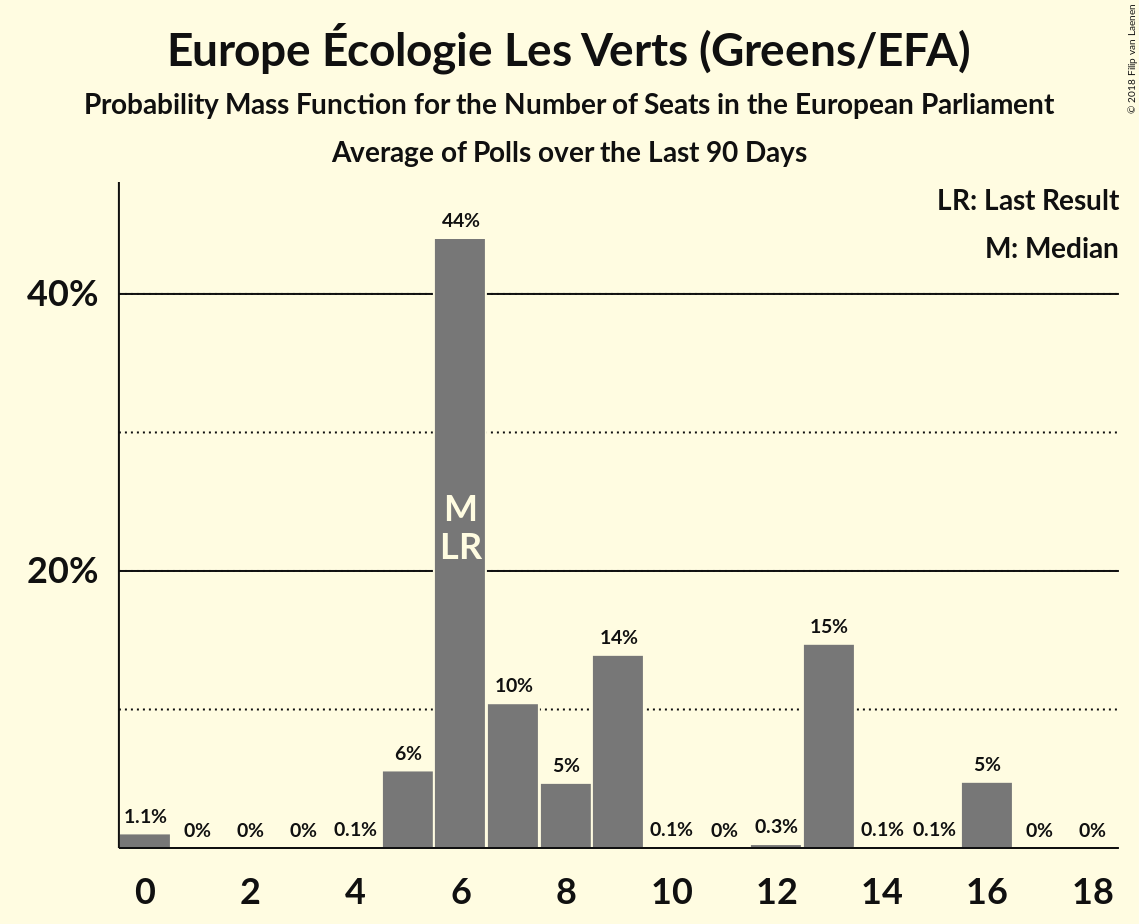 Europe Écologie Les Verts (Greens/EFA)
Probability Mass Function for the Number of Seats in the European Parliament
Average of Polls over the Last 90 Days
© 2018 Filip van Laenen
LR: Last Result
M: Median
40%
20%
1.1%
0%
0%
0%
0.1%
6%
44%
M
LR
10%
5%
14%
0.1%
0%
0.3%
15%
0.1%
0.1%
5%
0%
0%
0 2 4 6 8 10 12 14 16 18